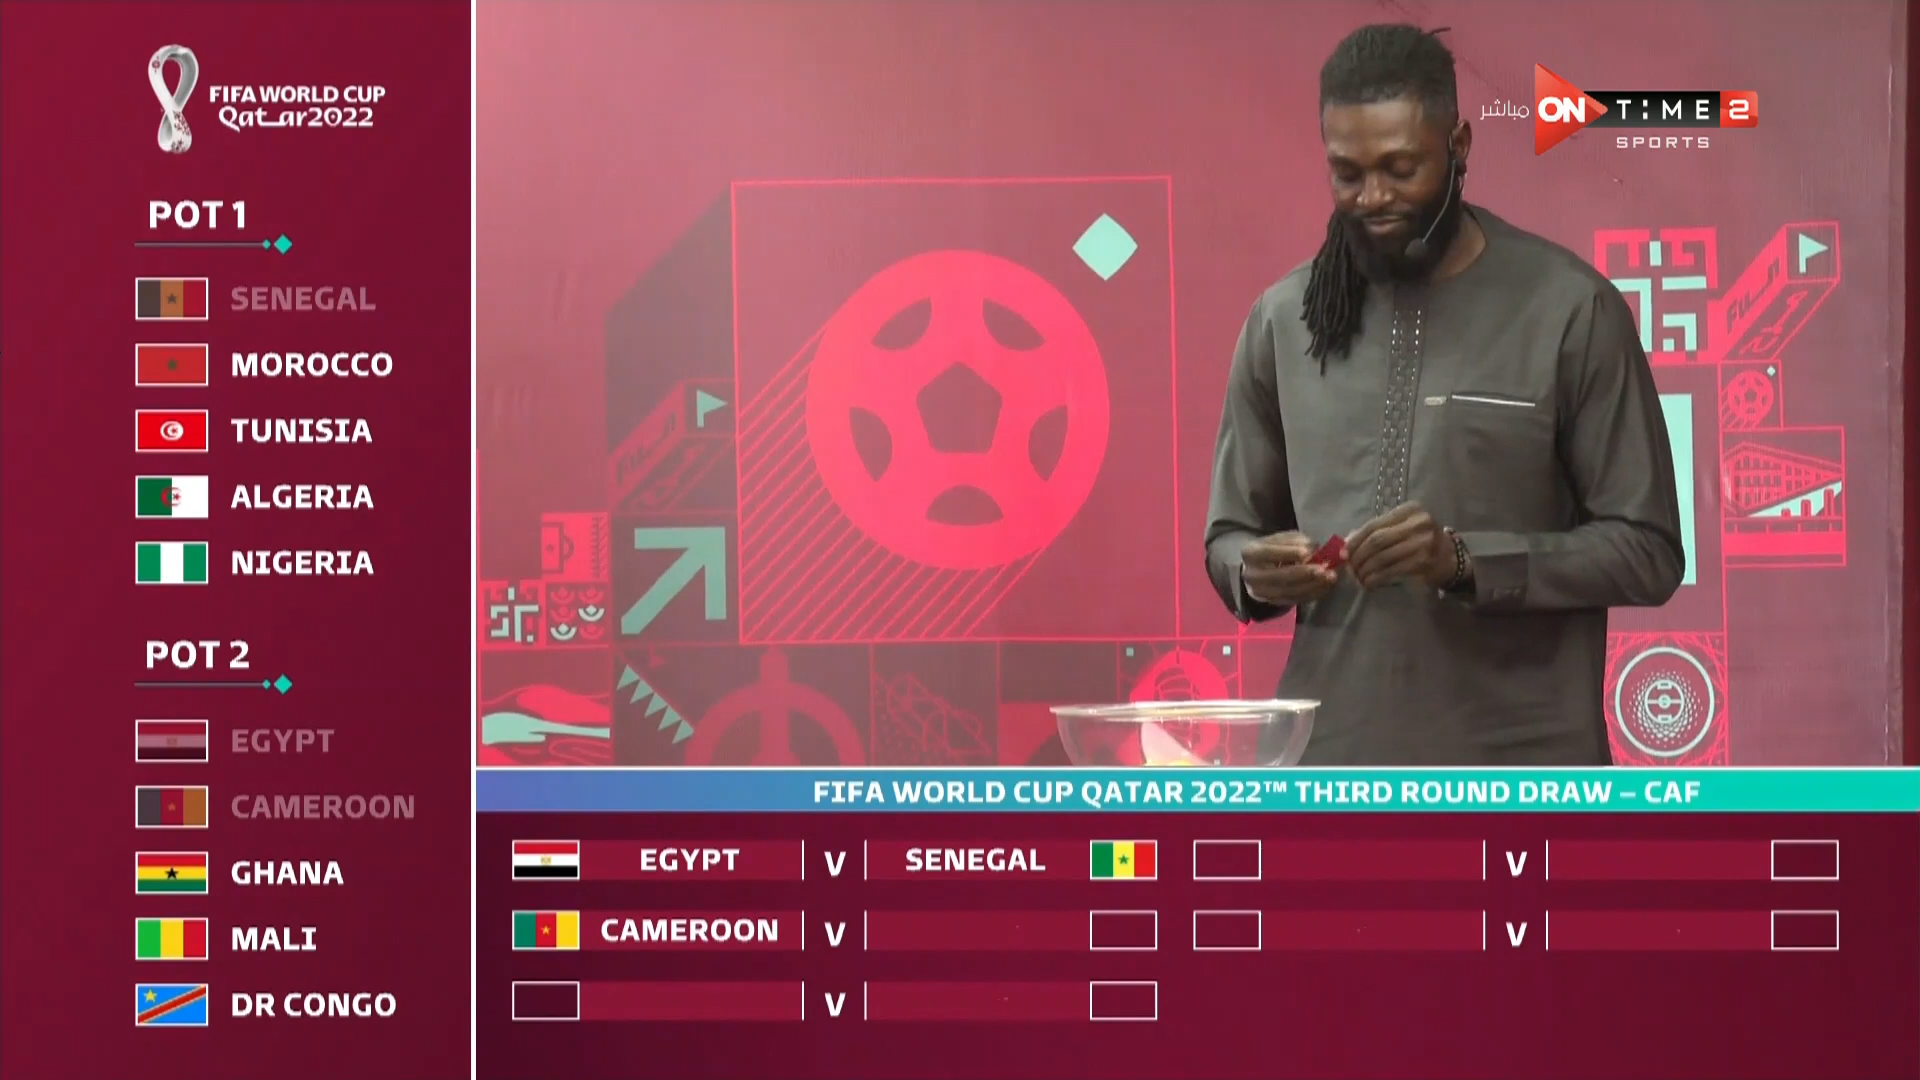 FIFA WORLD CUP
Qatar2022
POT 1
SENEGAL
MOROCCO
TUNISIA
ALGERIA
NIGERIA
POT 2
EGYPT
CAMEROON
GHANA
MALI
DR CONGO
مباشر ON TIME 2
SPORTS
FIFA WORLD CUP QATAR 2022™ THIRD ROUND DRAW – CAF
EGYPT V SENEGAL
V
CAMEROON V
V
V